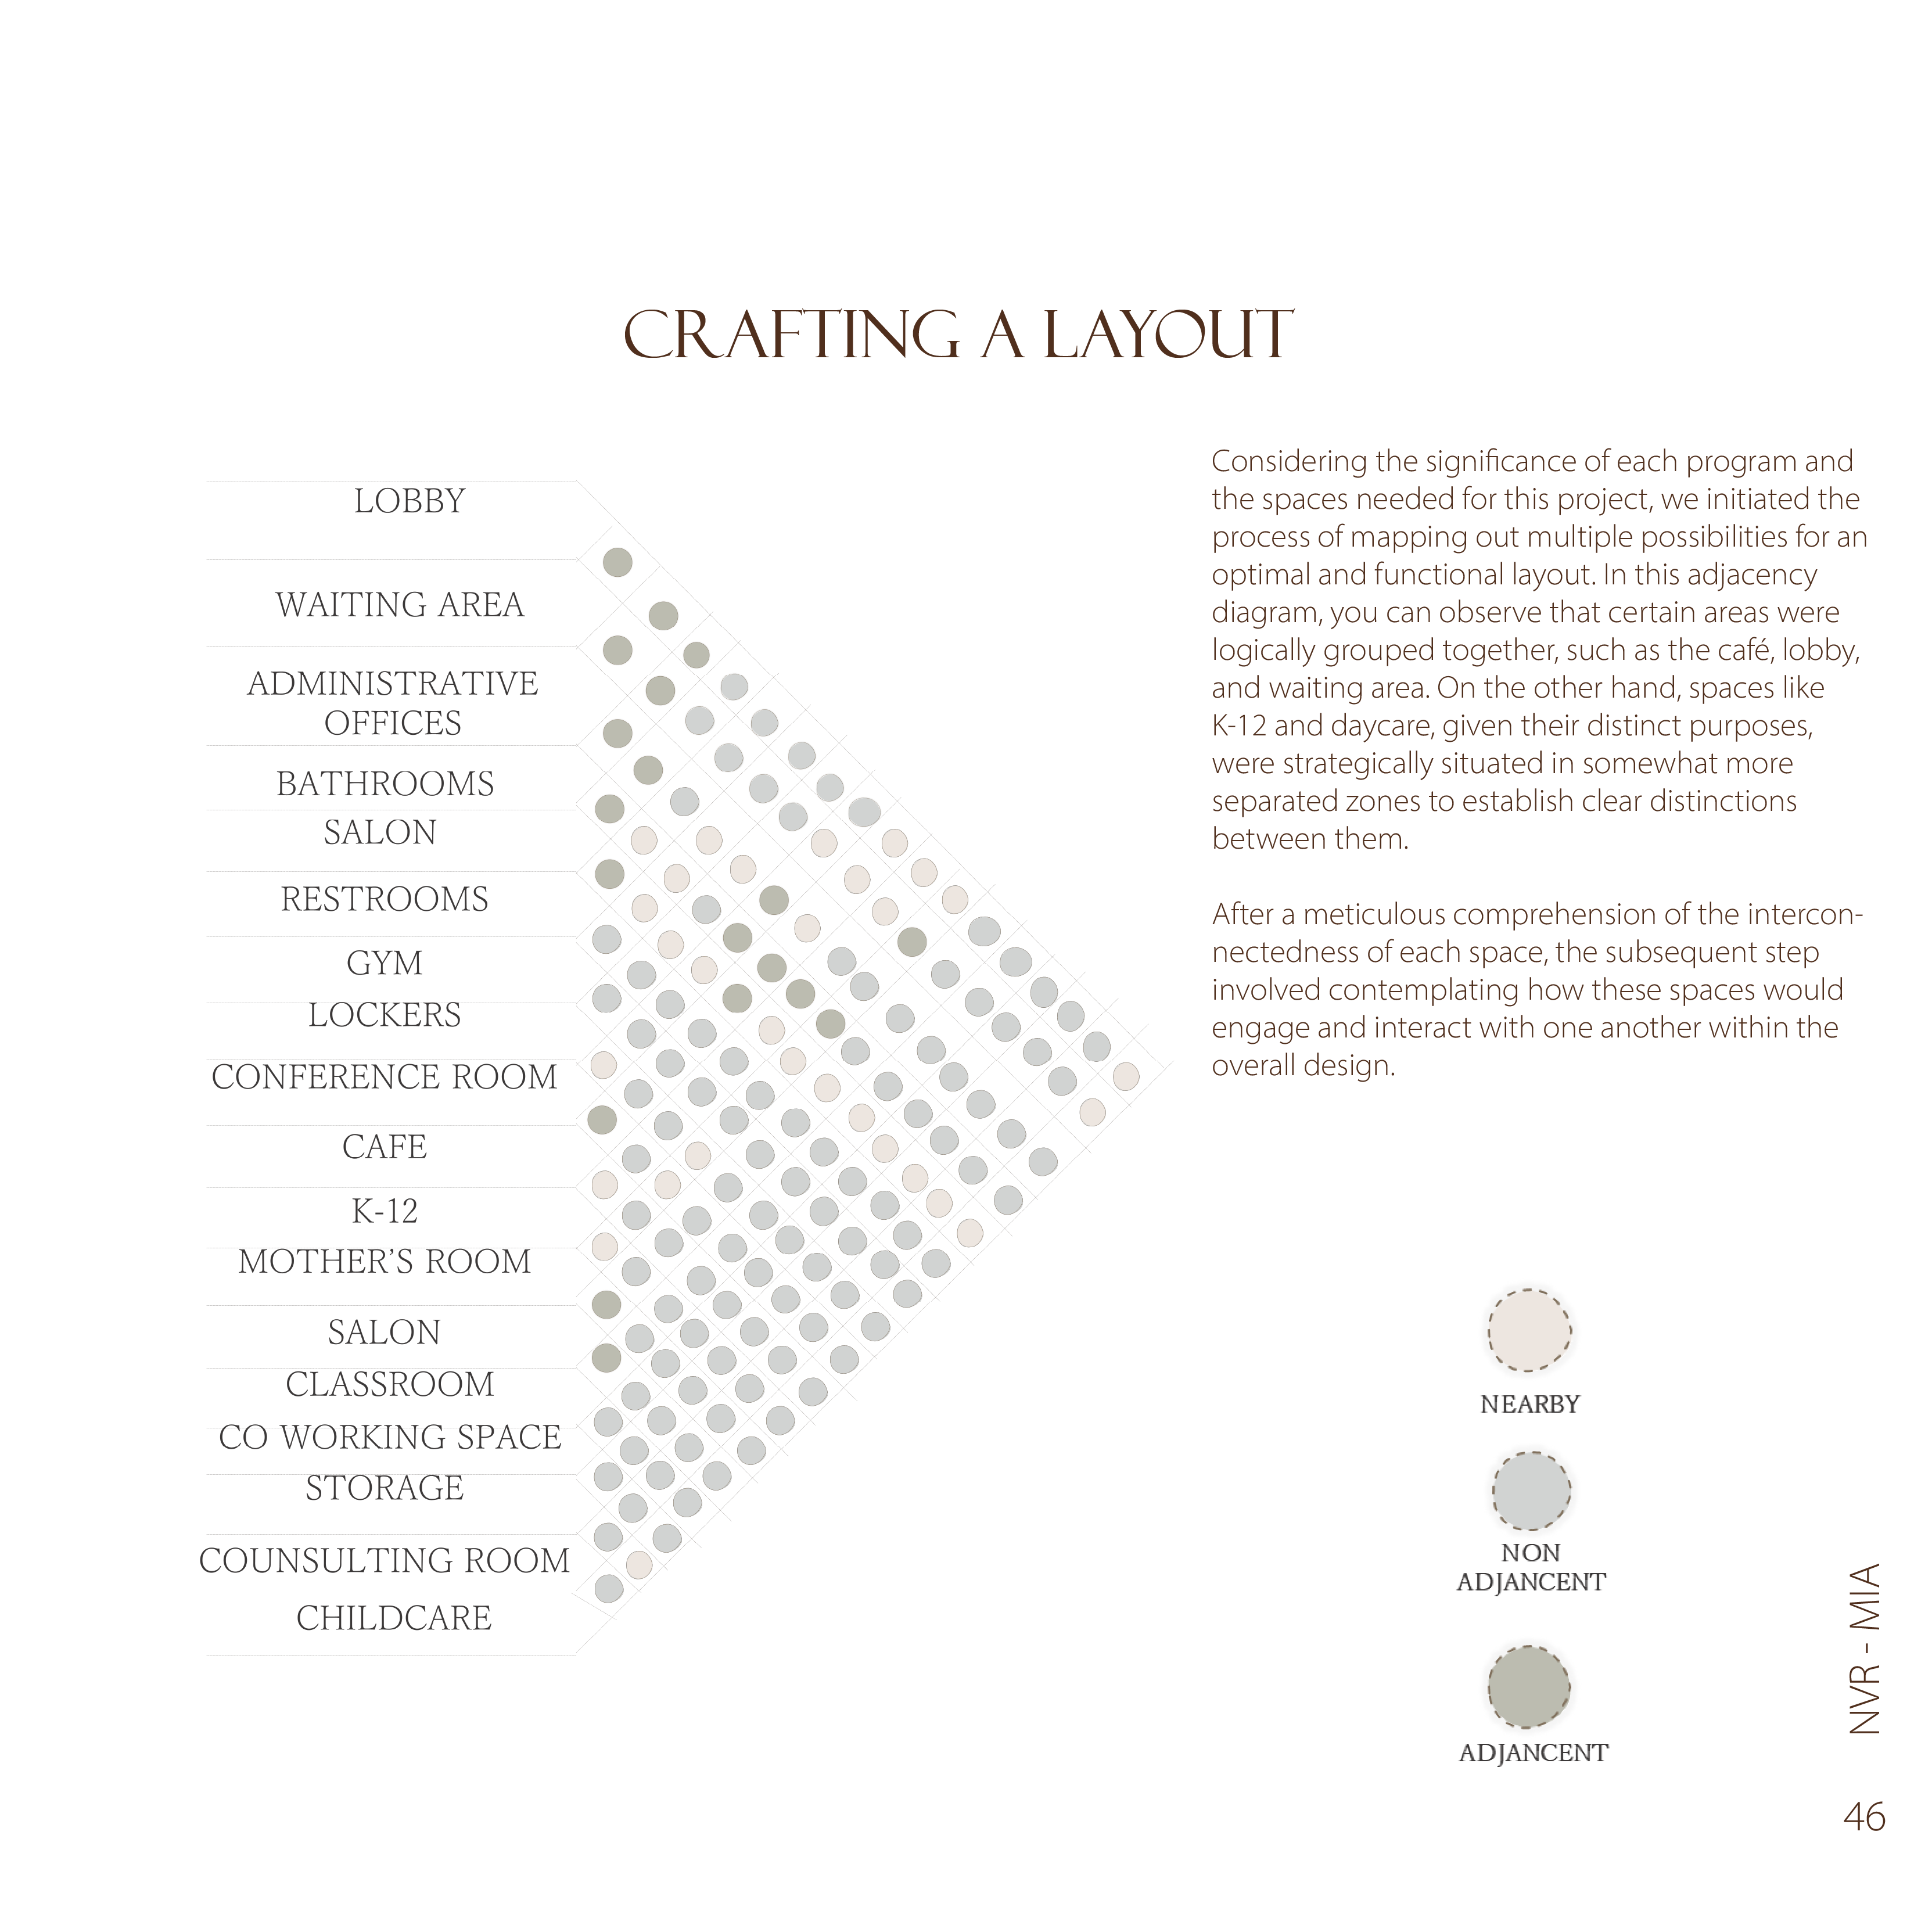 CRAFTING A LAYOUT
LOBBY
WAITING AREA
ADMINISTRATIVE
OFFICES
BATHROOMS
SALON
RESTROOMS
GYM
LOCKERS
CONFERENCE ROOM
CAFE
K-12
MOTHER’S ROOM
SALON
CLASSROOM
CO WORKING SPACE
STORAGE
COUNSULTING ROOM
CHILDCARE
Considering the significance of each program and
the spaces needed for this project, we initiated the
process of mapping out multiple possibilities for an
optimal and functional layout. In this adjacency
diagram, you can observe that certain areas were
logically grouped together, such as the café, lobby,
and waiting area. On the other hand, spaces like
K-12 and daycare, given their distinct purposes,
were strategically situated in somewhat more
separated zones to establish clear distinctions
between them.
After a meticulous comprehension of the intercon-
nectedness of each space, the subsequent step
involved contemplating how these spaces would
engage and interact with one another within the
overall design.
NEARBY
NON
ADJANCENT
ADJANCENT
NVR - MIA
46